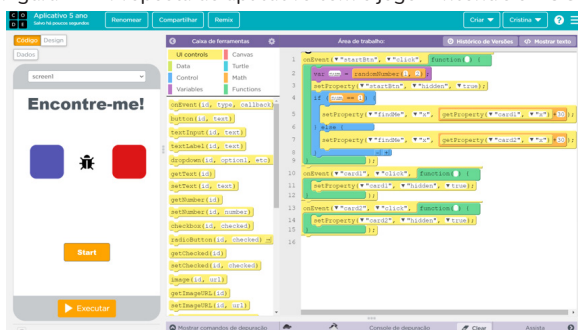 C O D E
Aplicativo 5 ano
Salvo há poucos segundos
Renomear
Compartilhar
Remix
Criar
Cristina
?
Código
Design
Dados
screen1
Encontre-me!
Start
Executar
Caixa de ferramentas
UI controls
Canvas
Data
Turtle
Control
Math
Variables
Functions
onEvent(id, type, callback)
button(id, text)
textInput(id, text)
textLabel(id, text)
dropdown(id, option1, etc)
getText(id)
setText(id, text)
getNumber(id)
setNumber(id, number)
checkbox(id, checked)
radioButton(id, checked)
getChecked(id)
setChecked(id, checked)
image(id, url)
getImageURL(id)
setImageURL(id, url)
Mostrar comandos de depuração
Área de trabalho:
Histórico de Versões
Mostrar texto
1 onEvent(▼"startBtn", ▼"click", function( ) {
2 var num = randomNumber(1, 2);
3 setProperty(▼"startBtn", ▼"hidden", ▼true);
4 if (num == 1) {
5 setProperty(▼"findMe", ▼"x", getProperty(▼"card1", ▼"x")+30);
6 } else {
7 setProperty(▼"findMe", ▼"x", getProperty(▼"card2", ▼"x")+30);
8 }
9 });
10 onEvent(▼"card1", ▼"click", function( ) {
11 setProperty(▼"card1", ▼"hidden", ▼true);
12 });
13 onEvent(▼"card2", ▼"click", function( ) {
14 setProperty(▼"card2", ▼"hidden", ▼true);
15 });
16
Console de depuração
Clear
Assista